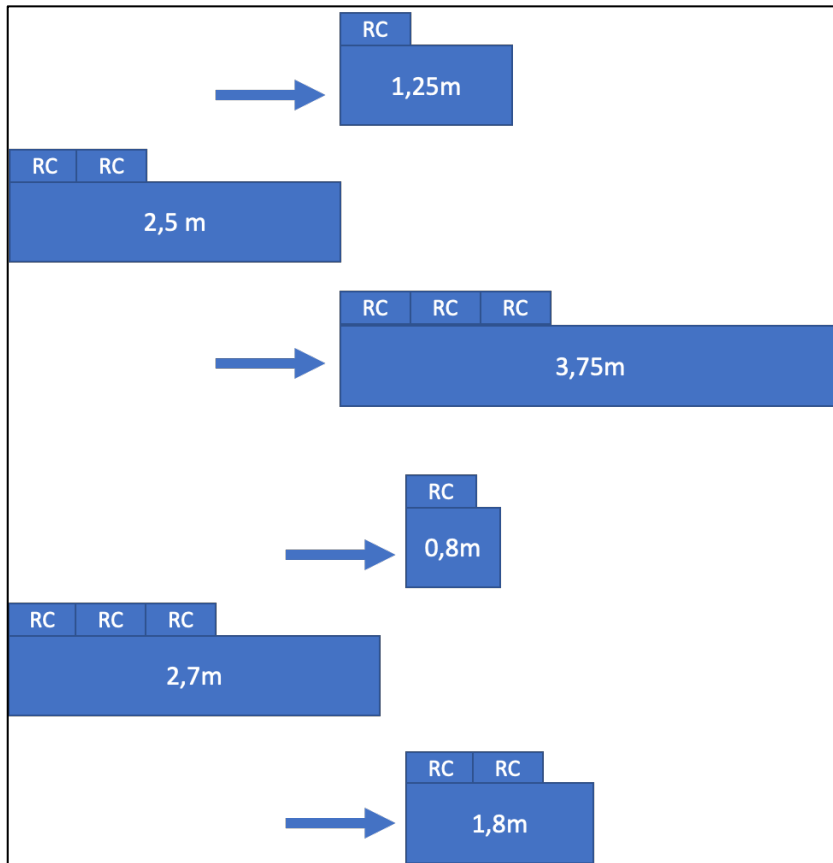 RC
1,25m
RC RC
2,5 m
RC RC RC
3,75m
RC
0,8m
RC RC RC
2,7m
RC RC
1,8m